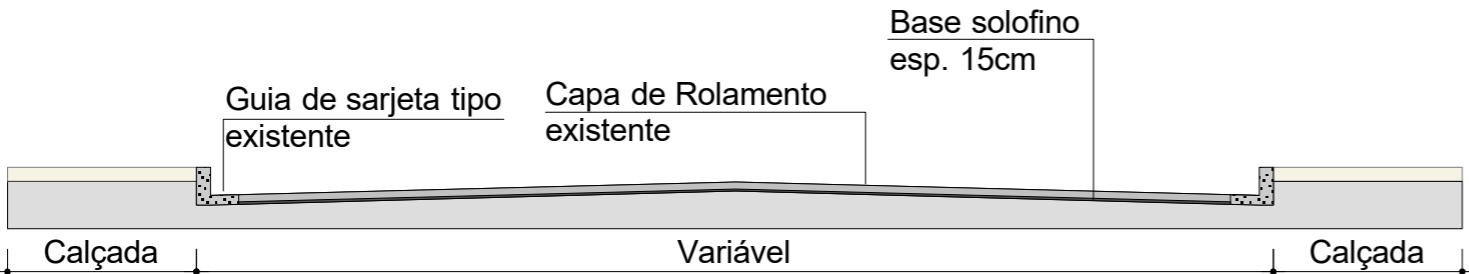 Base solofino
esp. 15cm
Guia de sarjeta tipo
existente
Capa de Rolamento
existente
Calçada
Variável
Calçada